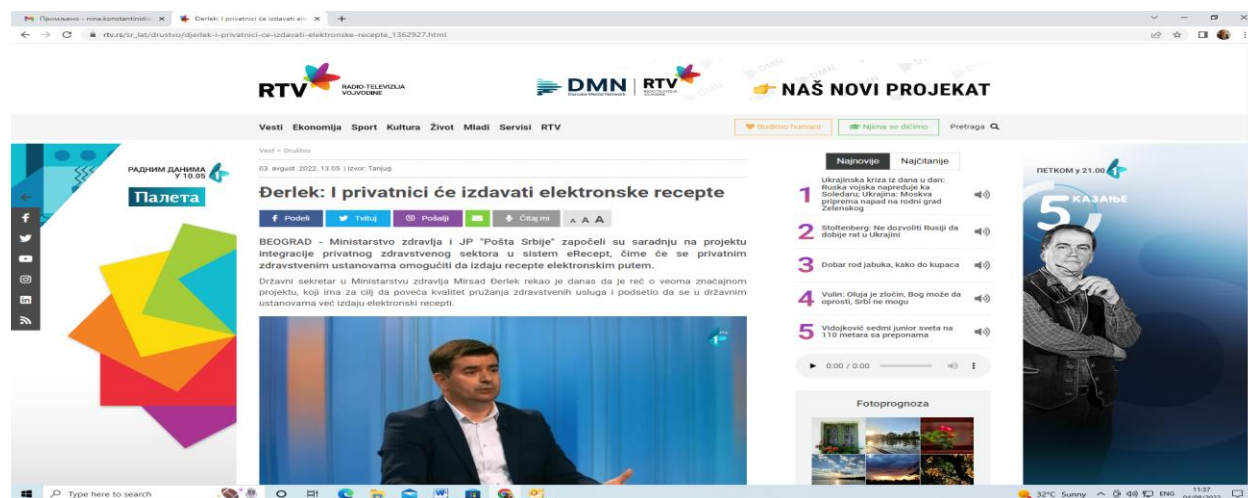 Примљено - nina.konstantinidis
Đerlek: I privatnici će izdavati ele
rtv.rs/sr_lat/drustvo/djerlek-i-privatnici-ce-izdavati-elektronske-recepte_1362927.html
RTV RADIO-TELEVIZIJA
VOJVODINE
DMN RTV
Danube Media Network
NAŠ NOVI PROJEKAT
Vesti Ekonomija Sport Kultura Život Mladi Servisi RTV
Budimo humani
Njima se dičimo
Pretraga
РАДНИМ ДАНИМА
У 10.05
Палета
Vest
Društvo
03. avgust 2022, 13:05 | Izvor: Tanjug
Đerlek: I privatnici će izdavati elektronske recepte
Podeli Tvituj Pošalji Čitaj mi A A A
BEOGRAD - Ministarstvo zdravlja i JP "Pošta Srbije" započeli su saradnju na projektu
integracije privatnog zdravstvenog sektora u sistem eRecept, čime će se privatnim
zdravstvenim ustanovama omogućiti da izdaju recepte elektronskim putem.
Državni sekretar u Ministarstvu zdravlja Mirsad Đerlek rekao je danas da je reč o veoma značajnom
projektu, koji ima za cilj da poveća kvalitet pružanja zdravstvenih usluga i podsetio da se u državnim
ustanovama već izdaju elektronski recepti.
Najnovije Najčitanije
1 Ukrajinska kriza iz dana u dan:
Ruska vojska napreduje ka
Soledaru; Ukrajina: Moskva
priprema napad na rodni grad
Zelenskog
2 Stoltenberg: Ne dozvoliti Rusiji da
dobije rat u Ukrajini
3 Dobar rod jabuka, kako do kupaca
4 Vulin: Oluja je zločin, Bog može da
oprosti, Srbi ne mogu
5 Vidojković sedmi junior sveta na
110 metara sa preponama
0:00 / 0:00
Fotoprognoza
ПЕТКОМ у 21.00
5. КАЗАЊЕ
Type here to search
32°C Sunny
ENG
11:37
04/08/2022